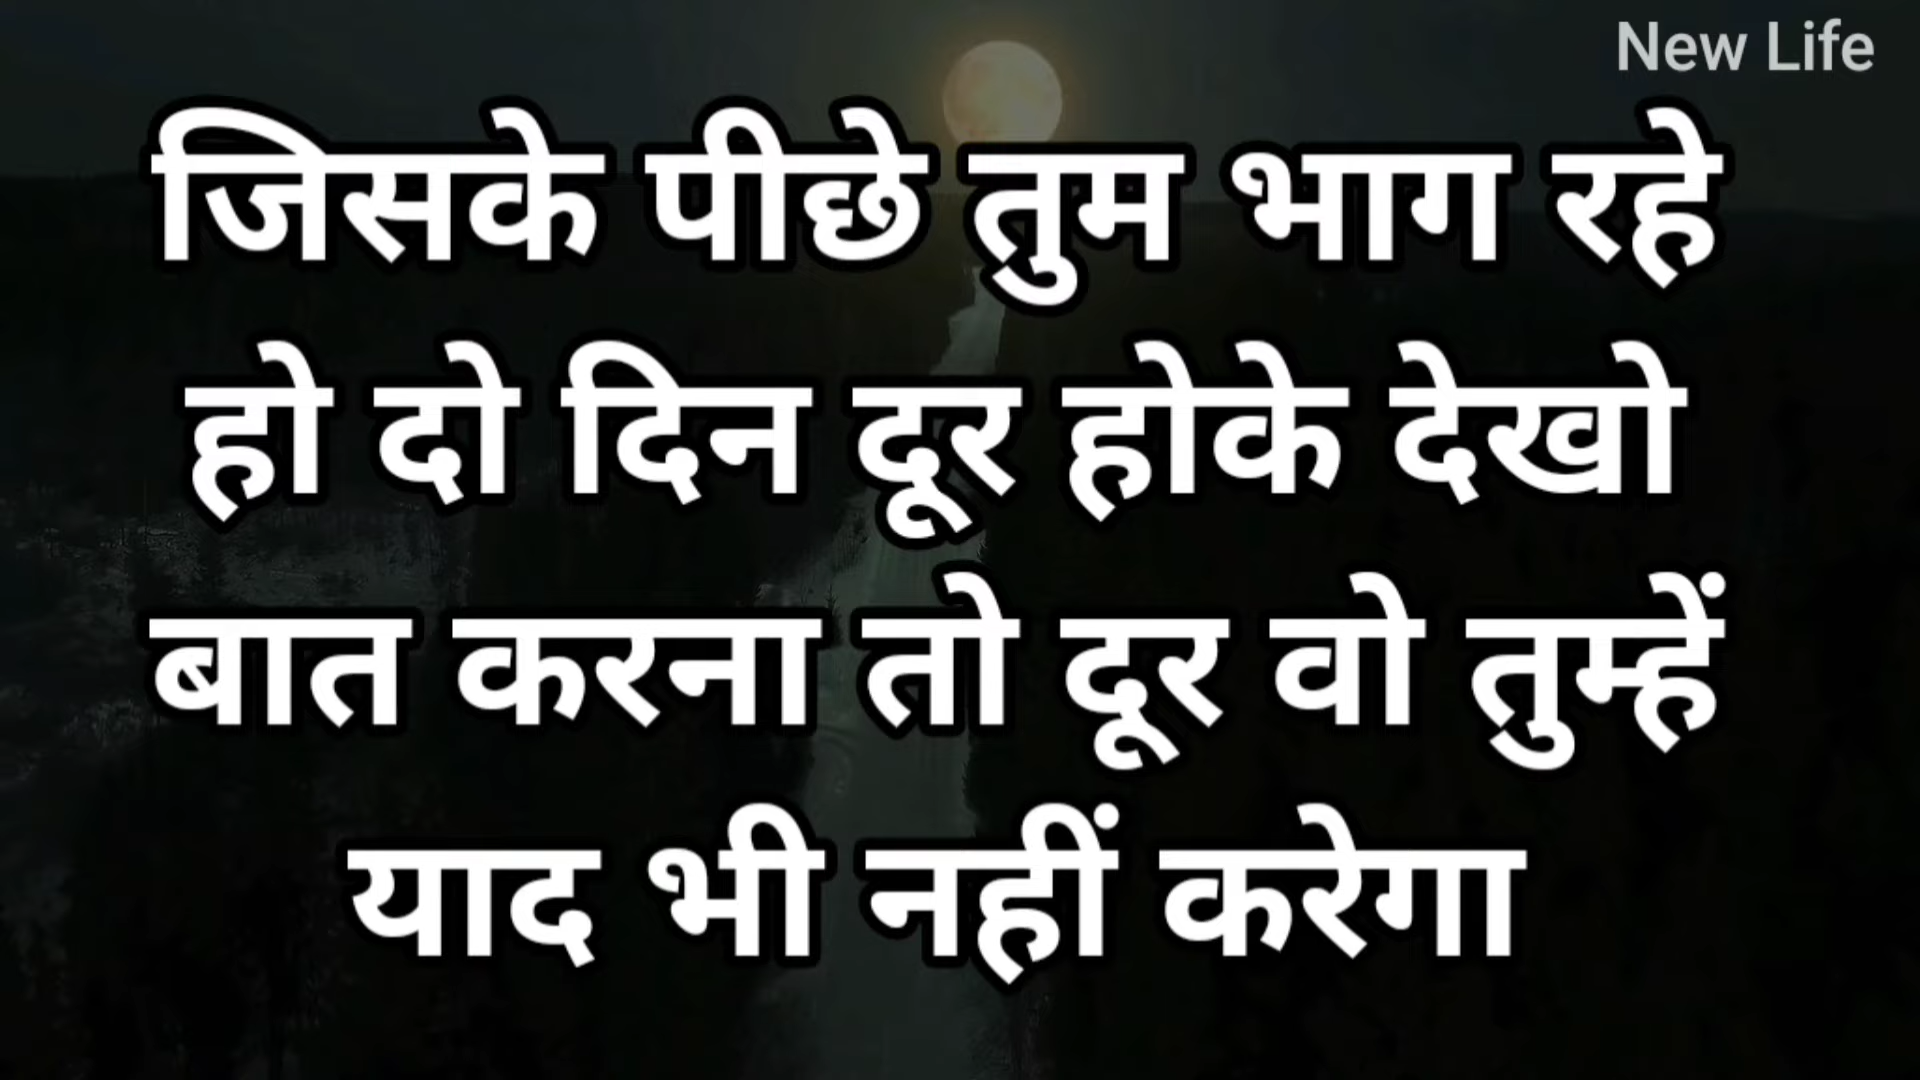 New Life
जिसके पीछे तुम भाग रहे
हो दो दिन दूर होके देखो
बात करना तो दूर वो तुम्हें
याद भी नहीं करेगा